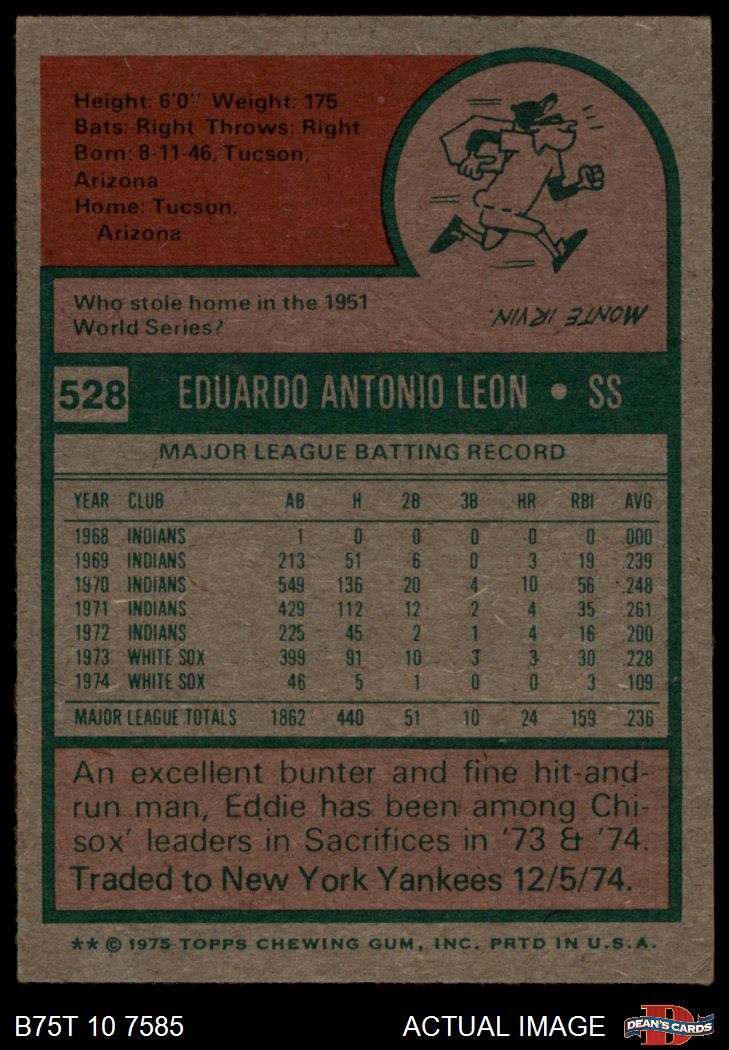 Height: 6'0" Weight: 175
Bats: Right Throws: Right
Born: 8-11-46, Tucson,
Arizona
Home: Tucson,
Arizona
Who stole home in the 1951
World Series?
MONTE IRVIN.
528 EDUARDO ANTONIO LEON • SS
MAJOR LEAGUE BATTING RECORD
YEAR CLUB AB H 2B 3B HR RBI AVG
1968 INDIANS 1 0 0 0 0 0 .000
1969 INDIANS 213 51 6 0 3 19 .239
1970 INDIANS 549 136 20 4 10 56 .248
1971 INDIANS 429 112 12 2 4 35 .261
1972 INDIANS 225 45 2 1 4 16 .200
1973 WHITE SOX 399 91 10 3 3 30 .228
1974 WHITE SOX 46 5 1 0 0 3 .109
MAJOR LEAGUE TOTALS 1862 440 51 10 24 159 .236
An excellent bunter and fine hit-and-
run man, Eddie has been among Chi-
sox' leaders in Sacrifices in '73 & '74.
Traded to New York Yankees 12/5/74.
** © 1975 TOPPS CHEWING GUM, INC. PRTD IN U.S.A.
B75T 10 7585 ACTUAL IMAGE D DEAN'S CARDS